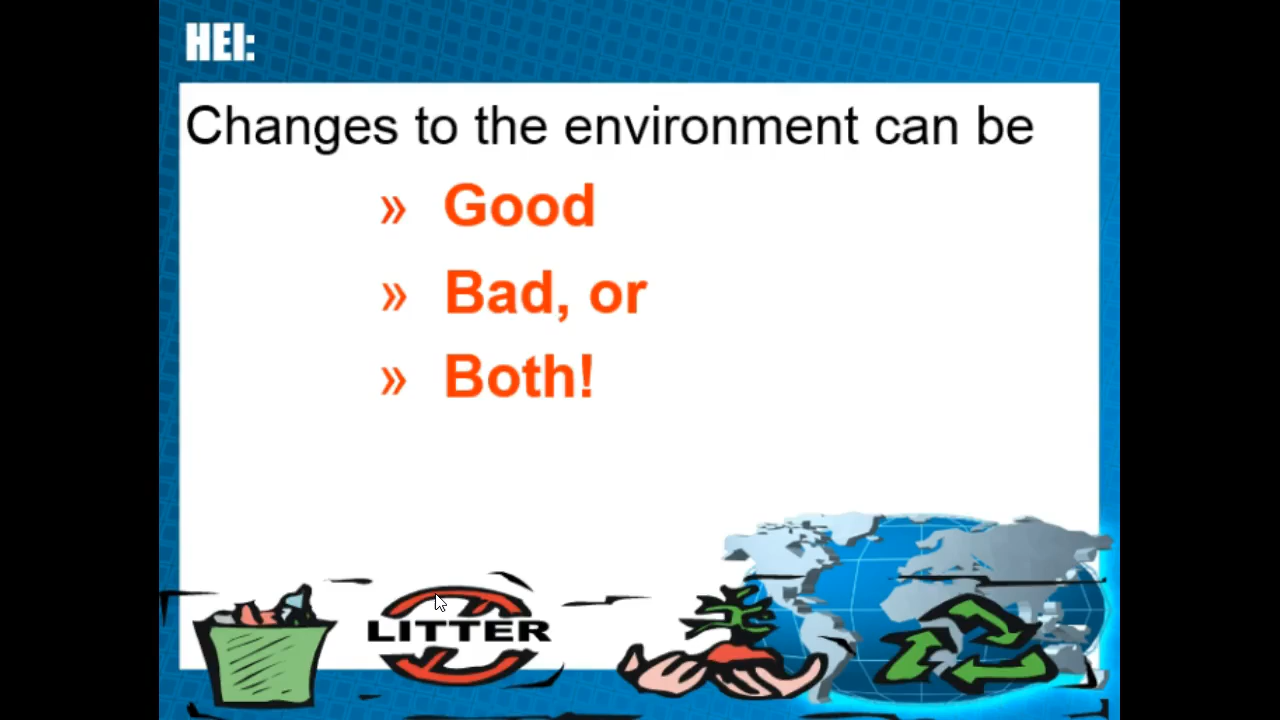 HEI:
Changes to the environment can be
» Good
» Bad, or
» Both!
LITTER